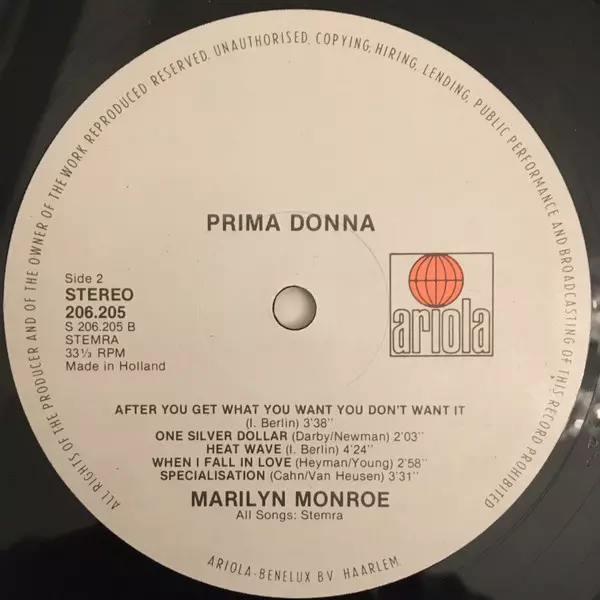 ALL RIGHTS OF THE PRODUCER AND OF THE OWNER OF THE WORK REPRODUCED RESERVED. UNAUTHORISED, COPYING, HIRING, LENDING, PUBLIC PERFORMANCE AND BROADCASTING OF THIS RECORD PROHIBITED
PRIMA DONNA
Side 2
STEREO
206.205
S 206.205 B
STEMRA
33⅓ RPM
Made in Holland
ariola
AFTER YOU GET WHAT YOU WANT YOU DON'T WANT IT
(I. Berlin) 3'38"
ONE SILVER DOLLAR (Darby/Newman) 2'03"
HEAT WAVE (I. Berlin) 4'24"
WHEN I FALL IN LOVE (Heyman/Young) 2'58"
SPECIALISATION (Cahn/Van Heusen) 3'31"
MARILYN MONROE
All Songs: Stemra
ARIOLA-BENELUX B.V. HAARLEM